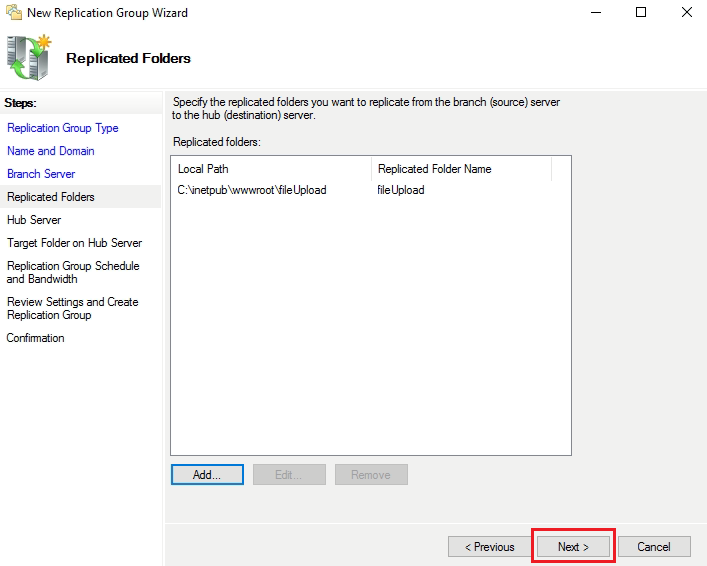 New Replication Group Wizard
Replicated Folders
Steps:
Replication Group Type
Name and Domain
Branch Server
Replicated Folders
Hub Server
Target Folder on Hub Server
Replication Group Schedule
and Bandwidth
Review Settings and Create
Replication Group
Confirmation
Specify the replicated folders you want to replicate from the branch (source) server
to the hub (destination) server.
Replicated folders:
Local Path Replicated Folder Name
C:\inetpub\wwwroot\fileUpload fileUpload
Add... Edit... Remove
< Previous Next > Cancel